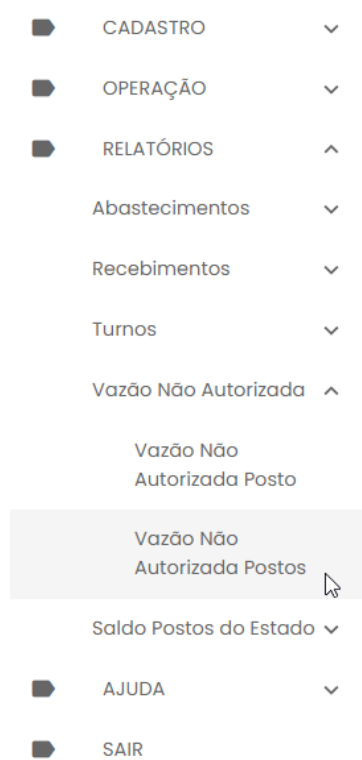 CADASTRO
OPERAÇÃO
RELATÓRIOS
Abastecimentos
Recebimentos
Turnos
Vazão Não Autorizada
Vazão Não
Autorizada Posto
Vazão Não
Autorizada Postos
Saldo Postos do Estado
AJUDA
SAIR